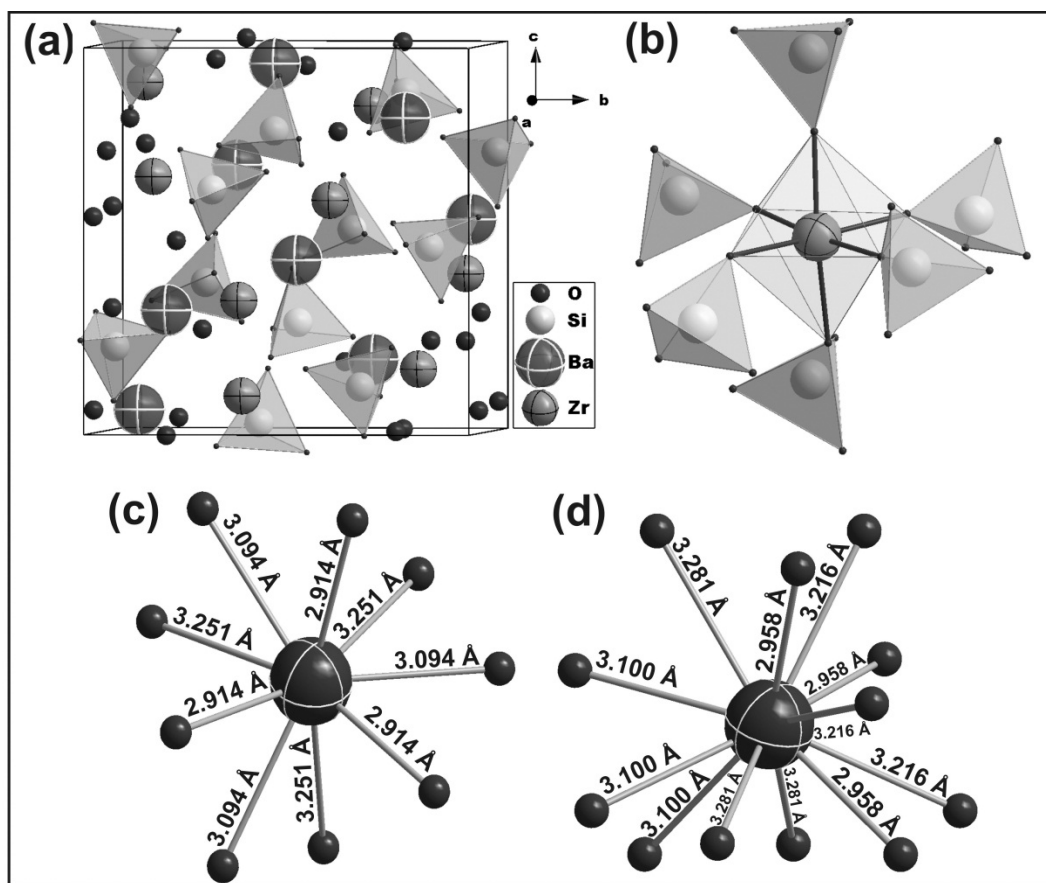 (a)
c
b
a
O
Si
Ba
Zr
(b)
(c)
3.094 Å
2.914 Å
3.251 Å
3.251 Å
3.094 Å
2.914 Å
2.914 Å
3.094 Å
3.251 Å
(d)
3.281 Å
2.958 Å
3.216 Å
3.100 Å
2.958 Å
3.216 Å
3.100 Å
3.100 Å
3.281 Å
3.281 Å
2.958 Å
3.216 Å